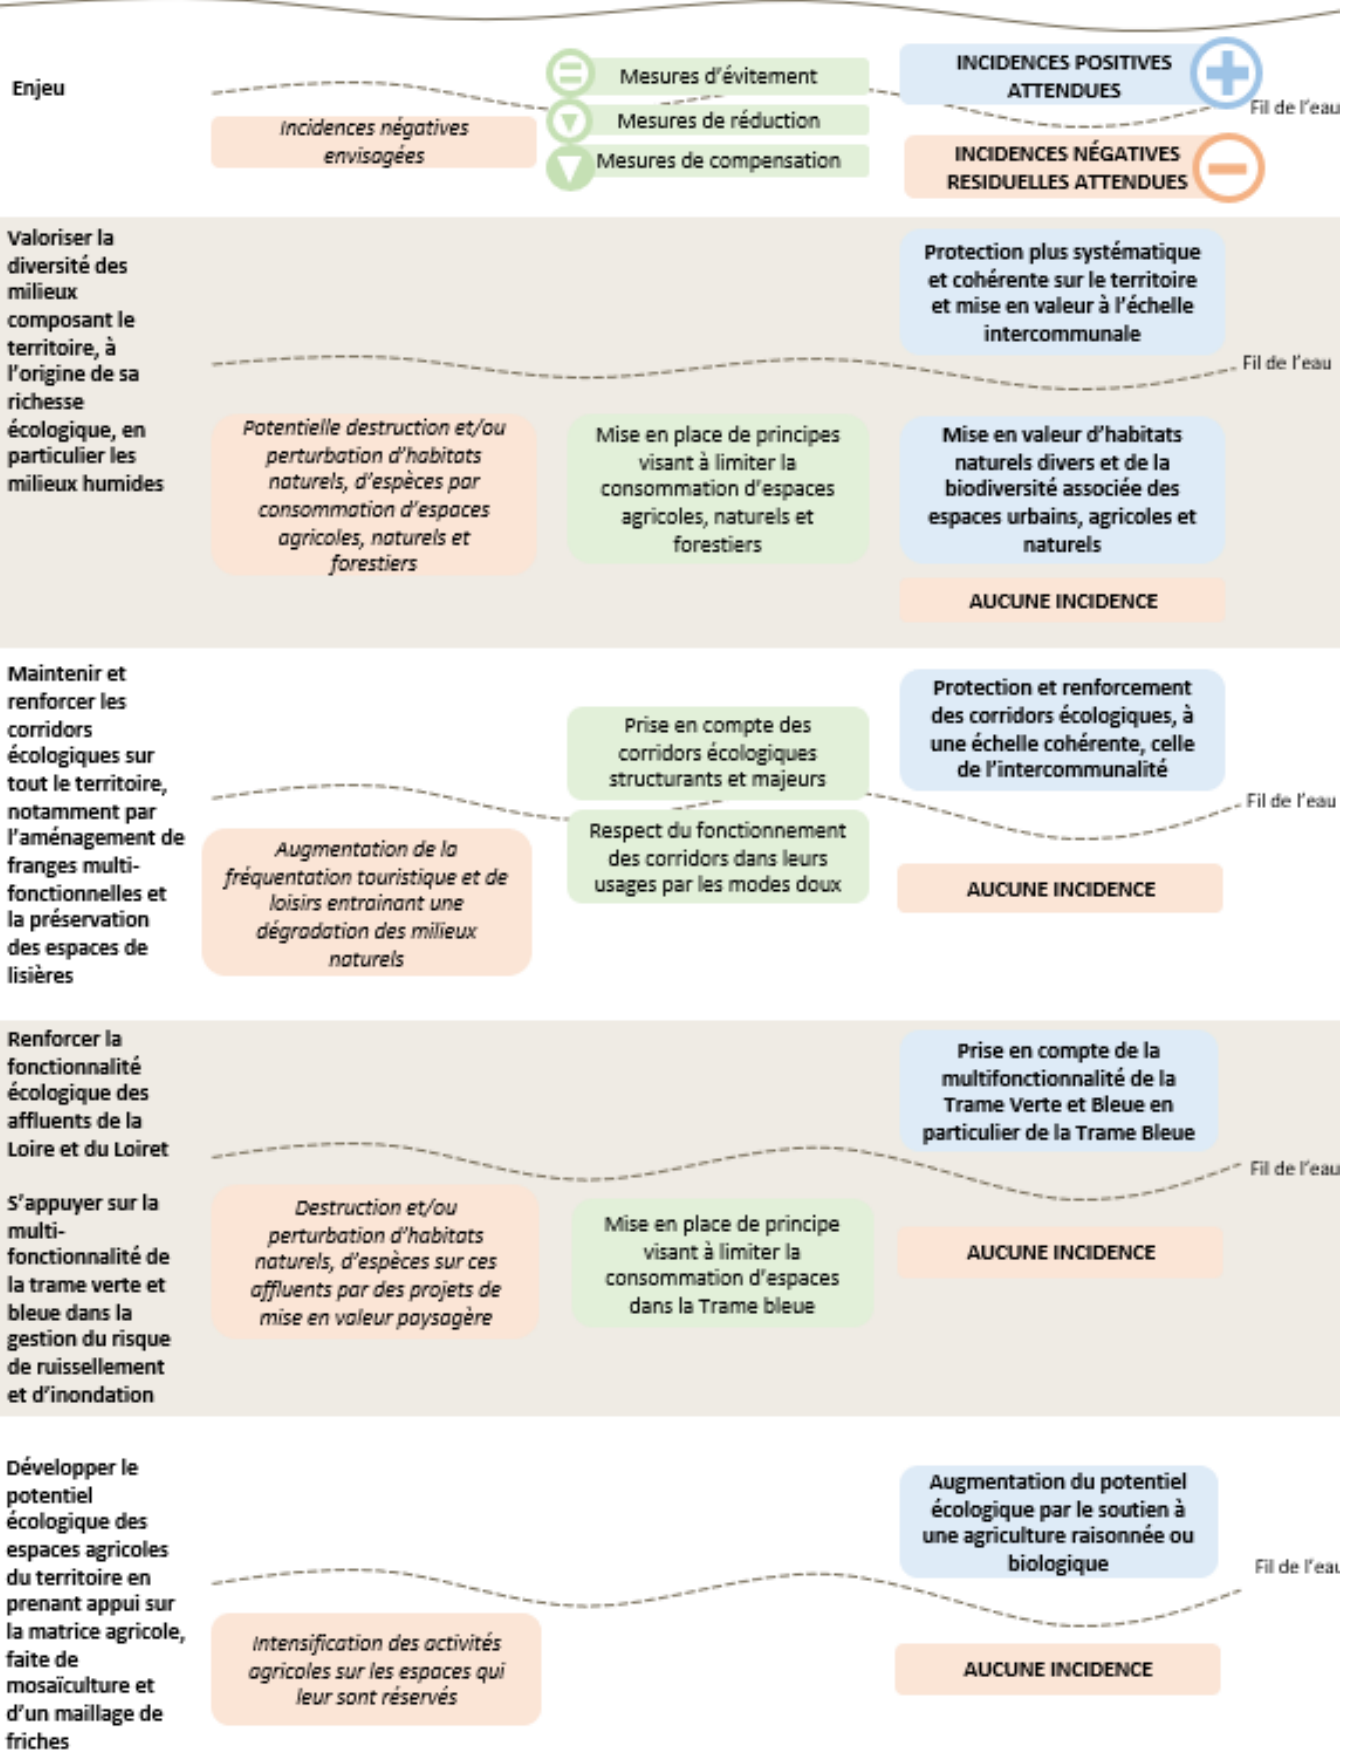 Enjeu
Incidences négatives
envisagées
Mesures d'évitement
Mesures de réduction
Mesures de compensation
INCIDENCES POSITIVES
ATTENDUES
Fil de l'eau
INCIDENCES NÉGATIVES
RESIDUELLES ATTENDUES
Valoriser la
diversité des
milieux
composant le
territoire, à
l'origine de sa
richesse
écologique, en
particulier les
milieux humides
Potentielle destruction et/ou
perturbation d'habitats
naturels, d'espèces par
consommation d'espaces
agricoles, naturels et
forestiers
Mise en place de principes
visant à limiter la
consommation d'espaces
agricoles, naturels et
forestiers
Protection plus systématique
et cohérente sur le territoire
et mise en valeur à l'échelle
intercommunale
Fil de l'eau
Mise en valeur d'habitats
naturels divers et de la
biodiversité associée des
espaces urbains, agricoles et
naturels
AUCUNE INCIDENCE
Maintenir et
renforcer les
corridors
écologiques sur
tout le territoire,
notamment par
l'aménagement de
franges multi-
fonctionnelles et
la préservation
des espaces de
lisières
Augmentation de la
fréquentation touristique et de
loisirs entrainant une
dégradation des milieux
naturels
Prise en compte des
corridors écologiques
structurants et majeurs
Respect du fonctionnement
des corridors dans leurs
usages par les modes doux
Protection et renforcement
des corridors écologiques, à
une échelle cohérente, celle
de l'intercommunalité
Fil de l'eau
AUCUNE INCIDENCE
Renforcer la
fonctionnalité
écologique des
affluents de la
Loire et du Loiret
S'appuyer sur la
multi-
fonctionnalité de
la trame verte et
bleue dans la
gestion du risque
de ruissellement
et d'inondation
Destruction et/ou
perturbation d'habitats
naturels, d'espèces sur ces
affluents par des projets de
mise en valeur paysagère
Mise en place de principe
visant à limiter la
consommation d'espaces
dans la Trame bleue
Prise en compte de la
multifonctionnalité de la
Trame Verte et Bleue en
particulier de la Trame Bleue
Fil de l'eau
AUCUNE INCIDENCE
Développer le
potentiel
écologique des
espaces agricoles
du territoire en
prenant appui sur
la matrice agricole,
faite de
mosaïculture et
d'un maillage de
friches
Intensification des activités
agricoles sur les espaces qui
leur sont réservés
Augmentation du potentiel
écologique par le soutien à
une agriculture raisonnée ou
biologique
Fil de l'eau
AUCUNE INCIDENCE